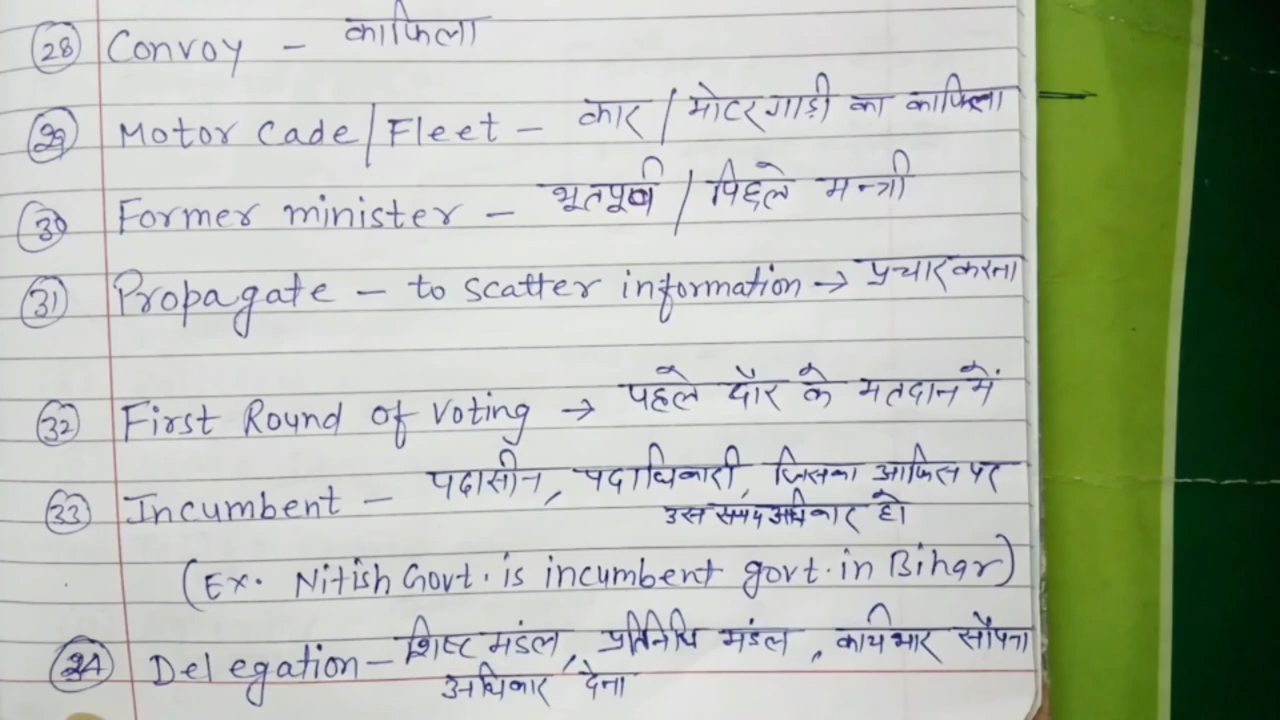 28 Convoy - काफिला
29 Motor Cade/Fleet - कार / मोटरगाड़ी का काफिला
30 Former minister - भूतपूर्व / पिछले मन्त्री
31 Propagate - to scatter information → प्रचार करना
32 First Round of Voting → पहले दौर के मतदान में
33 Incumbent - पदासीन, पदाधिकारी, जिसका आफिस पर
उस समय अधिकार हो
(Ex. Nitish Govt. is incumbent govt. in Bihar)
34 Delegation - शिष्ट मंडल, प्रतिनिधि मंडल, कार्यभार सौंपना
अधिकार देना